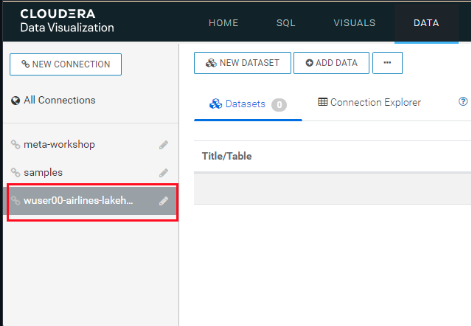 CLOUDERA
Data Visualization
HOME SQL VISUALS DATA
NEW CONNECTION
NEW DATASET ADD DATA ...
All Connections
Datasets 0 Connection Explorer ?
meta-workshop
samples
wuser00-airlines-lakeh...
Title/Table